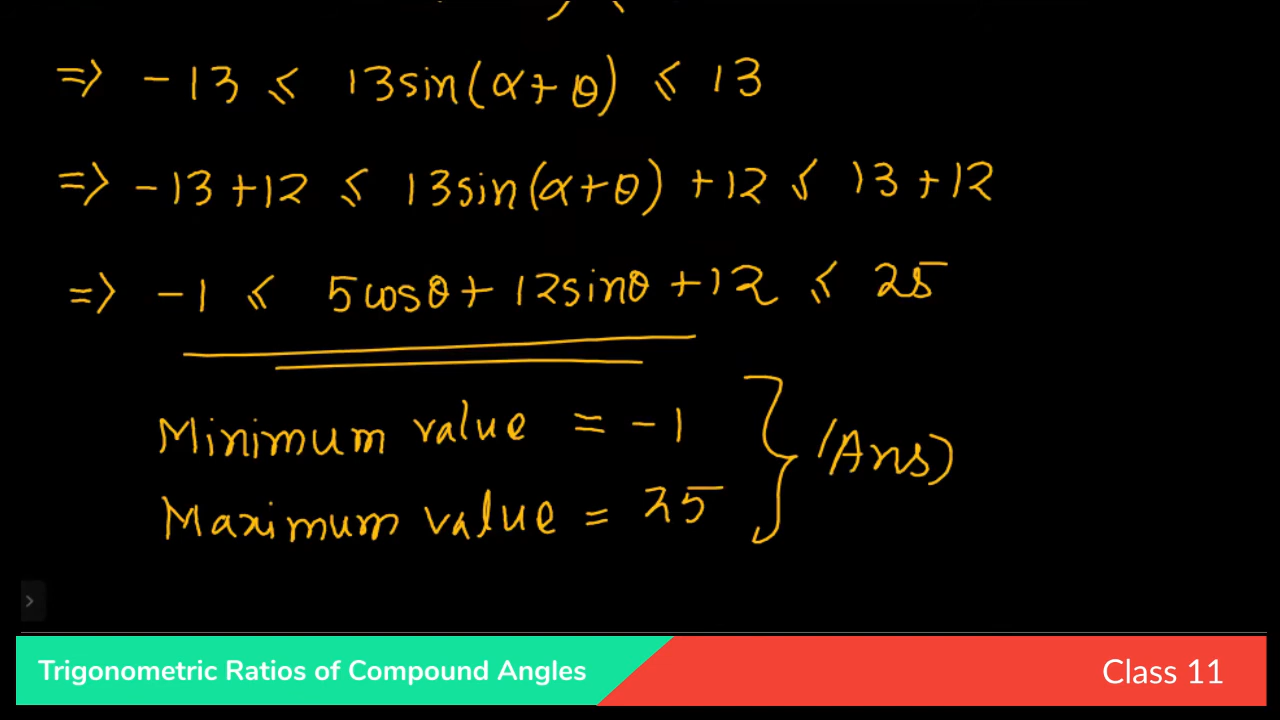 => -13 ⩽ 13sin(α+θ) ⩽ 13
=> -13+12 ⩽ 13sin(α+θ) +12 ⩽ 13+12
=> -1 ⩽ 5cosθ+12sinθ+12 ⩽ 25
Minimum value = -1
(Ans)
Maximum value = 25
Trigonometric Ratios of Compound Angles
Class 11